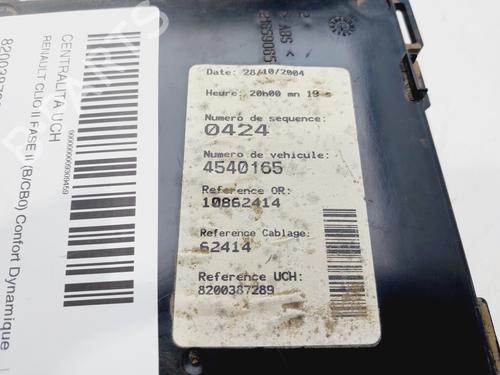 > ABS <
Date: 28/10/2004
Heure: 20h00 mn 19 s
Numero de sequence:
0424
Numero de vehicule:
4540165
Reference OR:
10862414
Reference Cablage:
62414
Reference UCH:
8200387289
CENTRALITA UCH
RENAULT CLIO II FASE II (B/CB0) Confort Dynamique